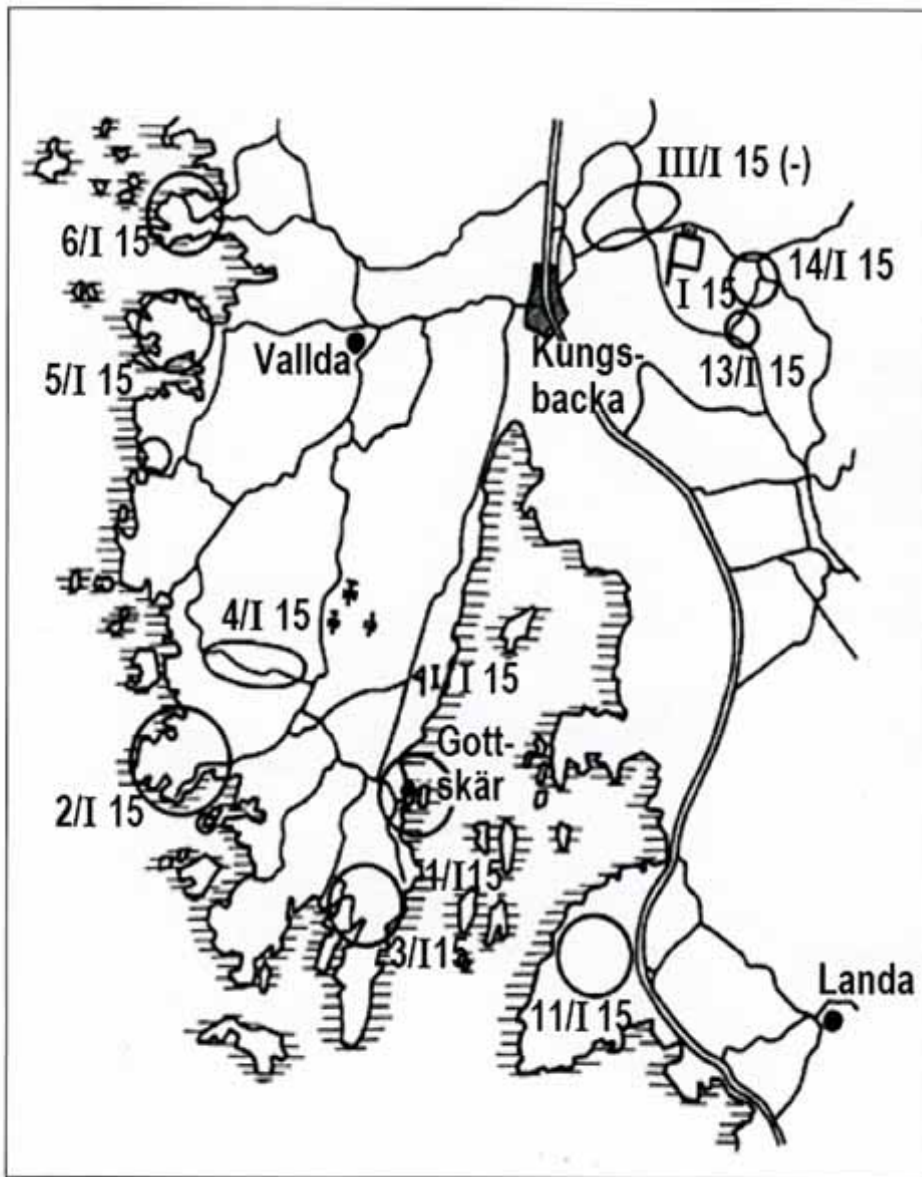 III/I 15 (-)
6/I 15
I 15
14/I 15
Vallda
Kungs-
backa
13/I 15
5/I 15
4/I 15
II/I 15
Gott-
skär
2/I 15
1/I15
3/I15
Landa
11/I 15